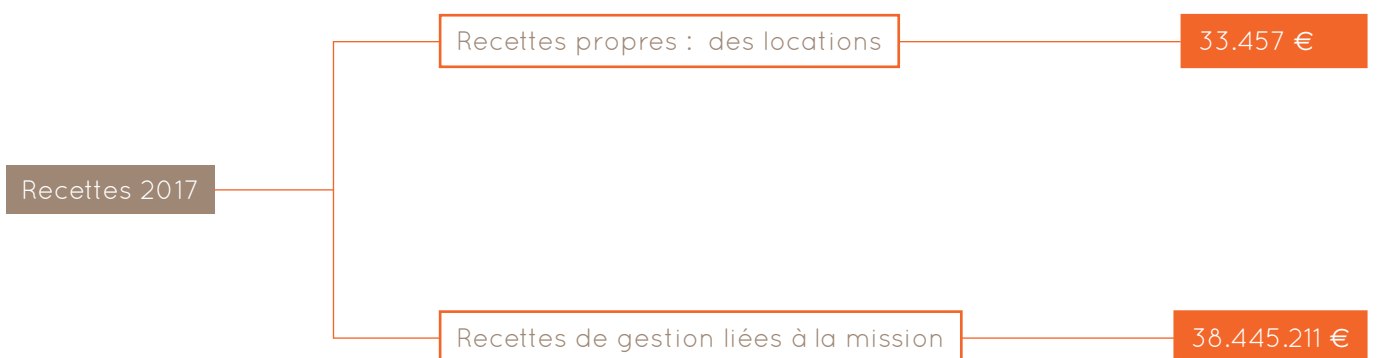 Recettes propres : des locations
33.457 €
Recettes 2017
Recettes de gestion liées à la mission
38.445.211 €